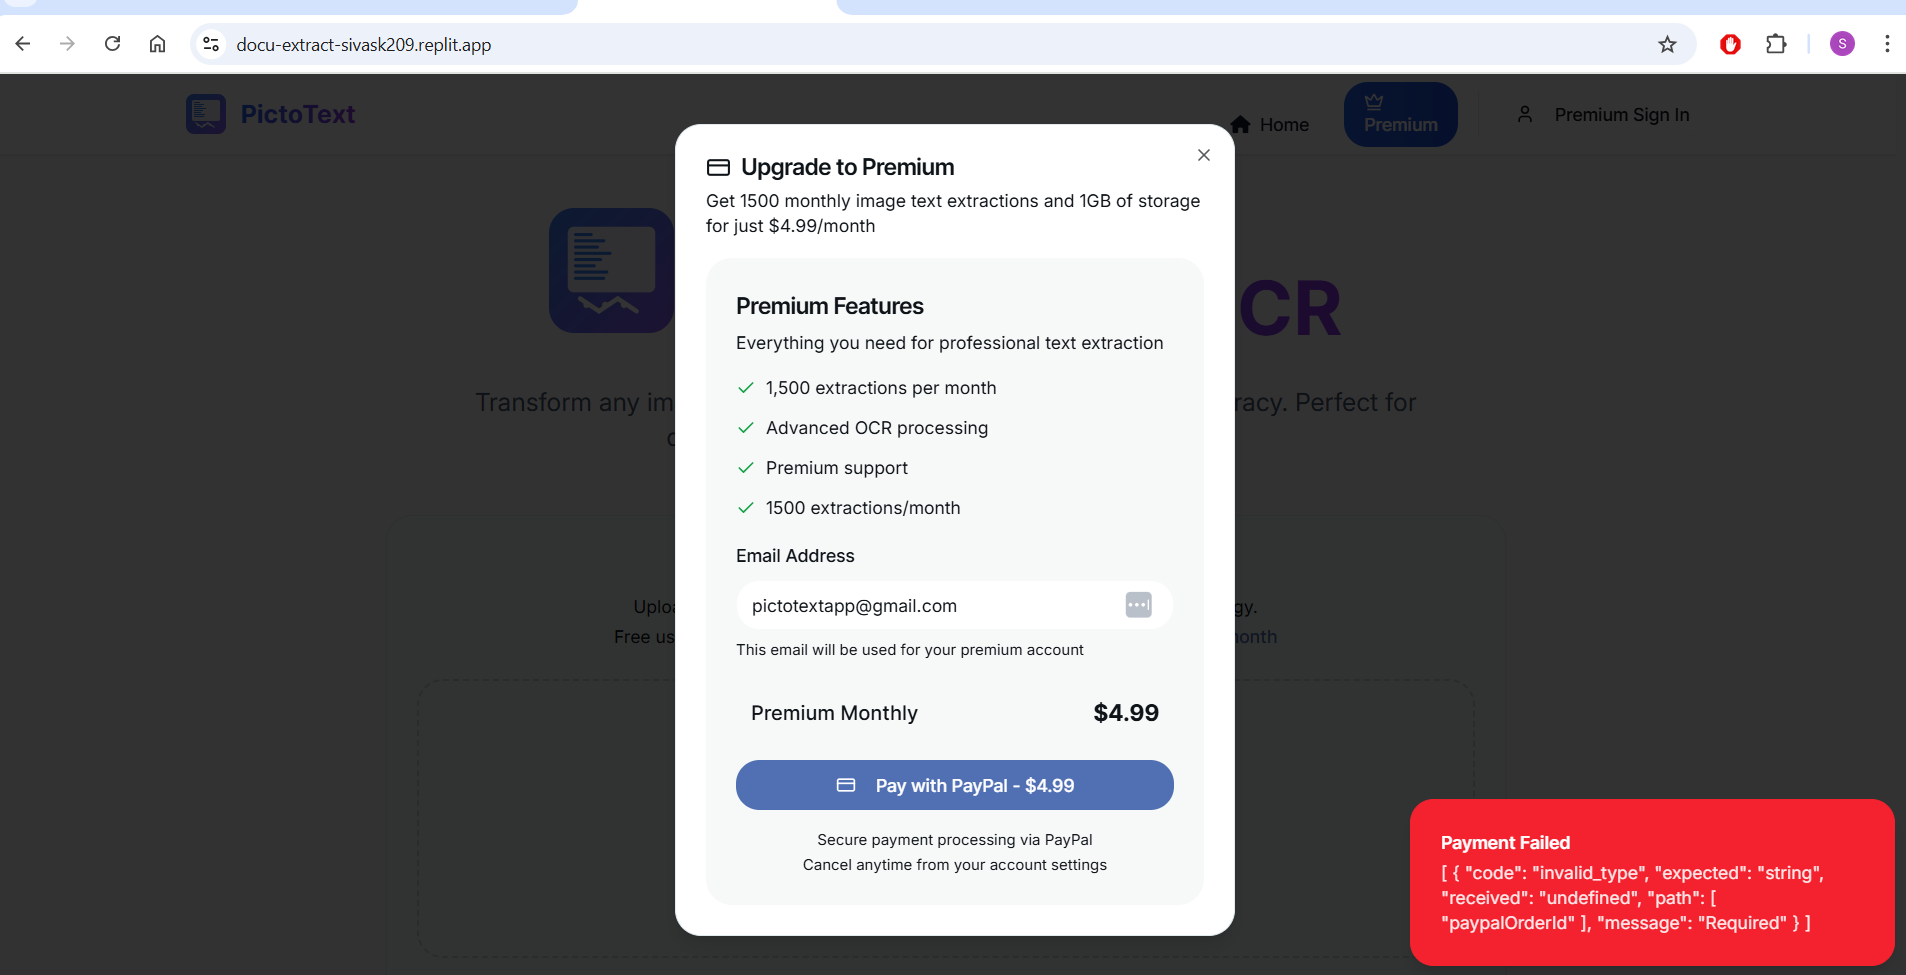 docu-extract-sivask209.replit.app
S
PictoText
Home
Premium
Premium Sign In
Upgrade to Premium
Get 1500 monthly image text extractions and 1GB of storage
for just $4.99/month
CR
Premium Features
Everything you need for professional text extraction
Transform any im
racy. Perfect for
1,500 extractions per month
Advanced OCR processing
Premium support
1500 extractions/month
Email Address
pictotextapp@gmail.com
Uplo
gy.
Free us
onth
This email will be used for your premium account
Premium Monthly $4.99
Pay with PayPal - $4.99
Secure payment processing via PayPal
Cancel anytime from your account settings
Payment Failed
[ { "code": "invalid_type", "expected": "string",
"received": "undefined", "path": [
"paypalOrderId" ], "message": "Required" } ]